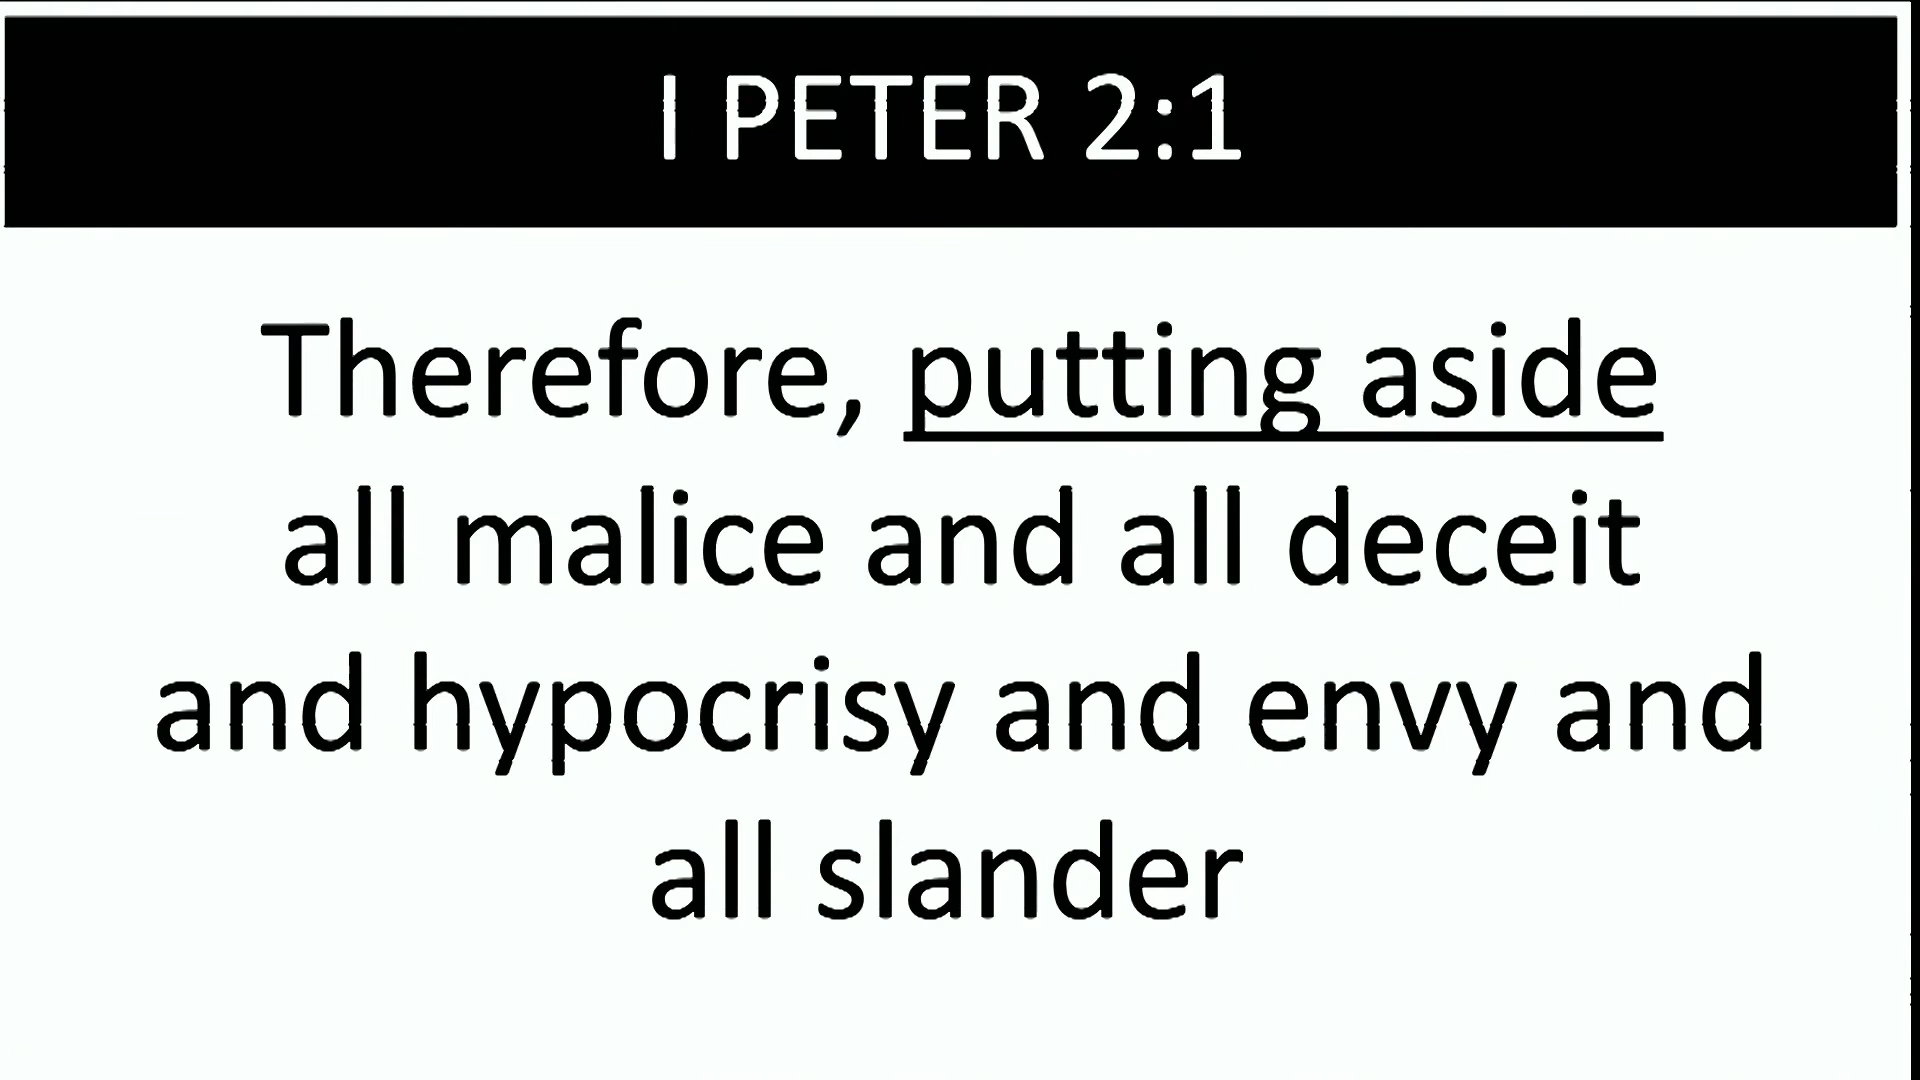 I PETER 2:1
Therefore, putting aside
all malice and all deceit
and hypocrisy and envy and
all slander